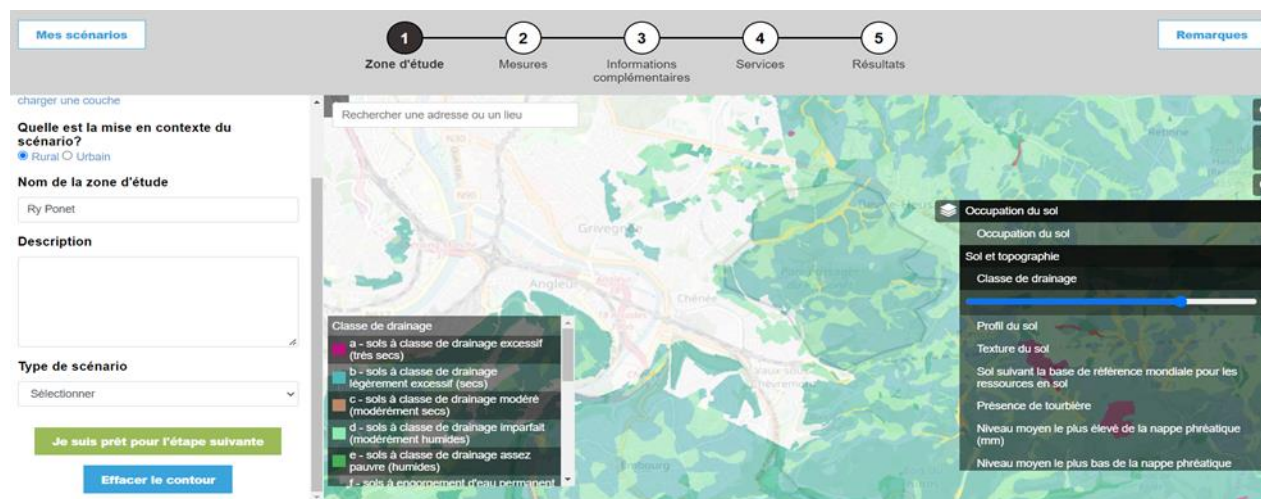 Mes scénarios
1
2
3
4
5
Remarques
Zone d'étude
Mesures
Informations
complémentaires
Services
Résultats
charger une couche
Quelle est la mise en contexte du
scénario?
Rural
Urbain
Nom de la zone d'étude
Ry Ponet
Description
Type de scénario
Sélectionner
Je suis prêt pour l'étape suivante
Effacer le contour
Rechercher une adresse ou un lieu
Grivegnée
Angleur
Chênée
Embourg
Classe de drainage
a - sols à classe de drainage excessif
(très secs)
b - sols à classe de drainage
légèrement excessif (secs)
c - sols à classe de drainage modéré
(modérément secs)
d - sols à classe de drainage imparfait
(modérément humides)
e - sols à classe de drainage assez
pauvre (humides)
f - sols à engorgement d'eau permanent
Occupation du sol
Occupation du sol
Sol et topographie
Classe de drainage
Profil du sol
Texture du sol
Sol suivant la base de référence mondiale pour les
ressources en sol
Présence de tourbière
Niveau moyen le plus élevé de la nappe phréatique
(mm)
Niveau moyen le plus bas de la nappe phréatique